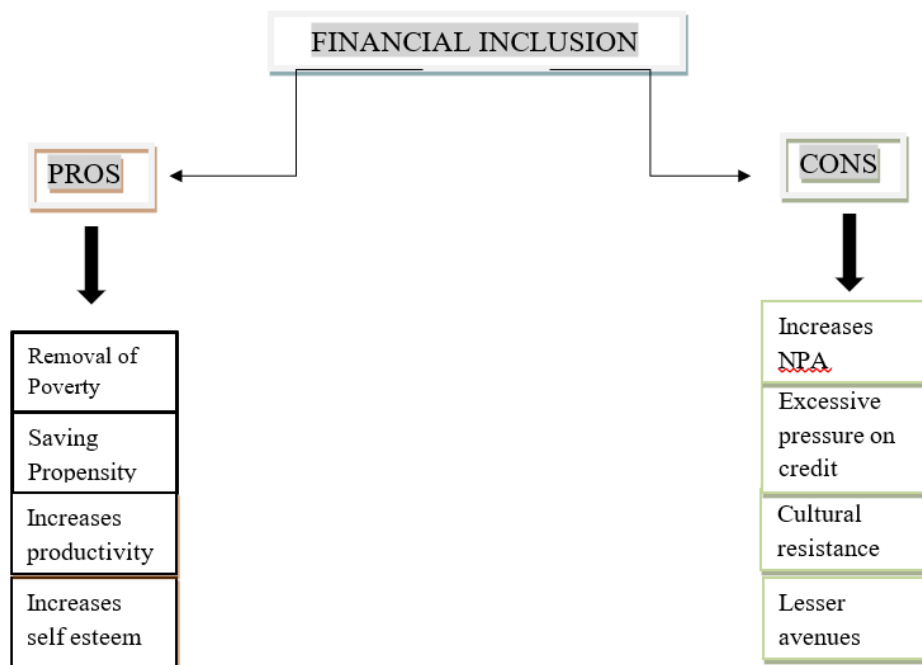 FINANCIAL INCLUSION
PROS
CONS
Removal of
Poverty
Saving
Propensity
Increases
productivity
Increases
self esteem
Increases
NPA
Excessive
pressure on
credit
Cultural
resistance
Lesser
avenues